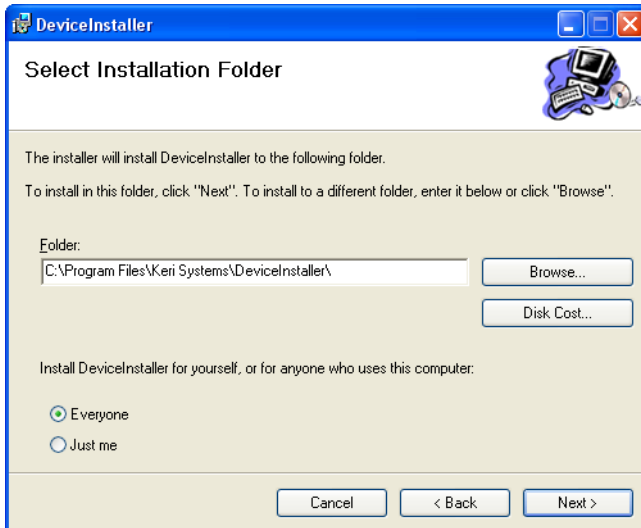 DeviceInstaller
Select Installation Folder
The installer will install DeviceInstaller to the following folder.
To install in this folder, click "Next". To install to a different folder, enter it below or click "Browse".
Folder:
C:\Program Files\Keri Systems\DeviceInstaller\
Browse...
Disk Cost...
Install DeviceInstaller for yourself, or for anyone who uses this computer:
Everyone
Just me
Cancel
< Back
Next >